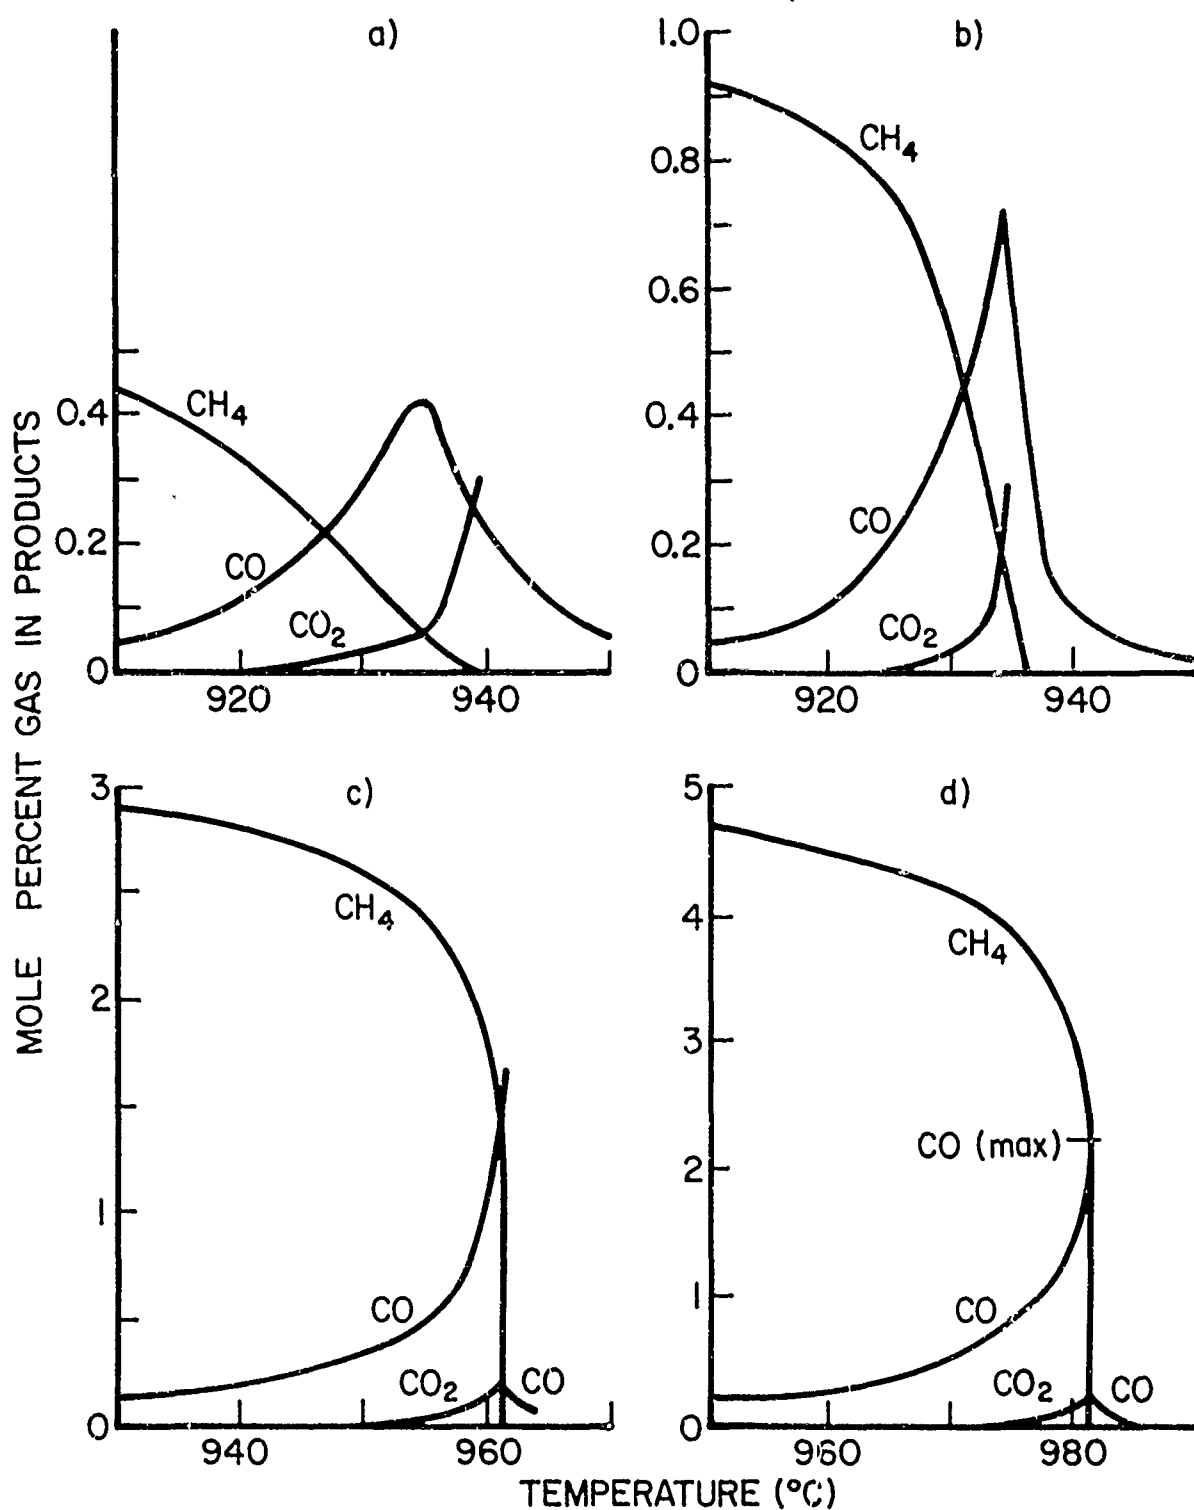 a)
CH4
0.4
0.2
0
CO
CO2
920
940
b)
1.0
0.8
0.6
0.4
0.2
0
CH4
CO
CO2
920
940
MOLE PERCENT GAS IN PRODUCTS
c)
3
2
1
0
CH4
CO
CO2
CO
940
960
d)
5
4
3
2
1
0
CH4
CO (max)
CO
CO2
CO
960
980
TEMPERATURE (°C)